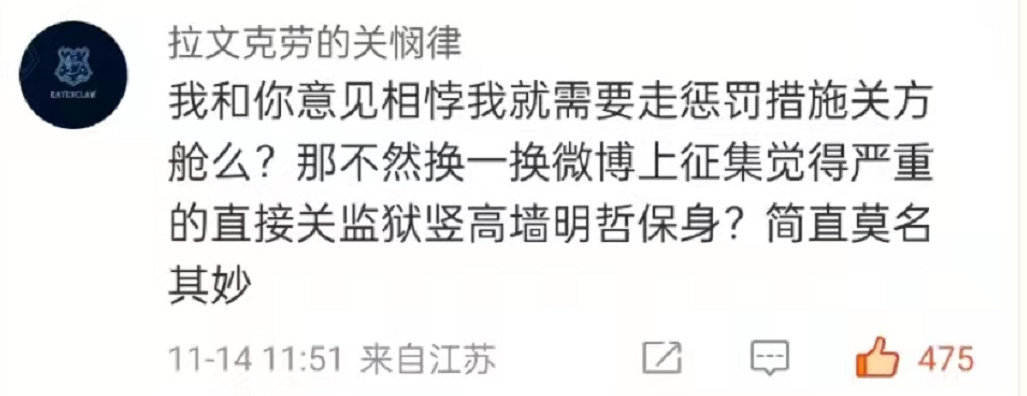 拉文克劳的关悯律
RAVENCLAW
我和你意见相悖我就需要走惩罚措施关方
舱么？那不然换一换微博上征集觉得严重
的直接关监狱竖高墙明哲保身？简直莫名
其妙
11-14 11:51 来自江苏
475